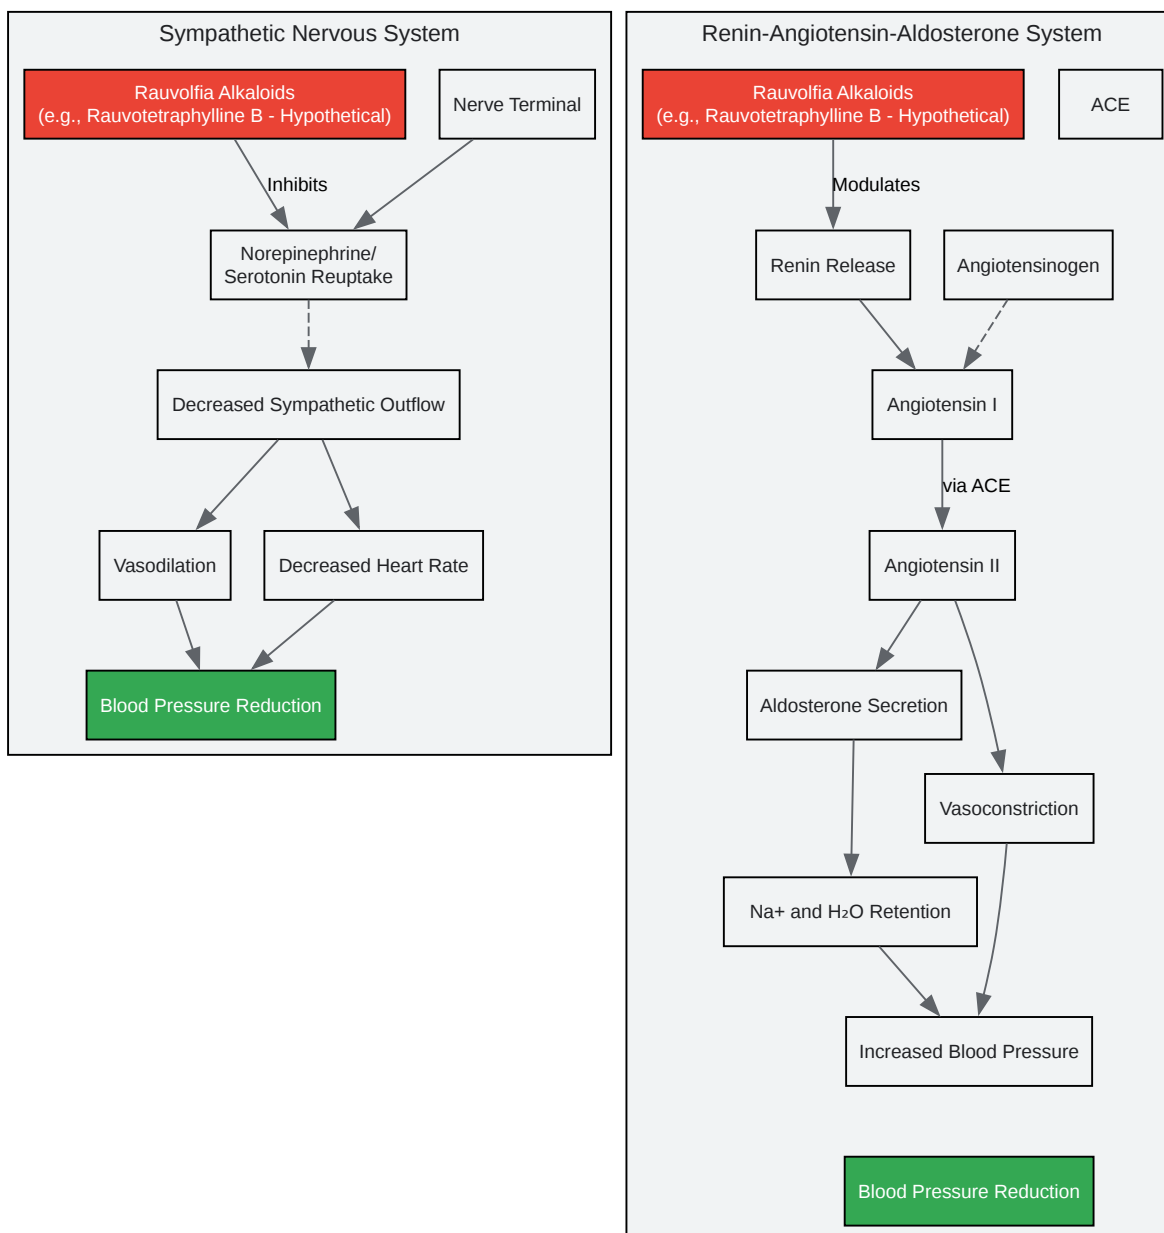 Sympathetic Nervous System
Rauvolfia Alkaloids
(e.g., Rauvotetraphylline B - Hypothetical)
Nerve Terminal
Inhibits
Norepinephrine/
Serotonin Reuptake
Decreased Sympathetic Outflow
Vasodilation
Decreased Heart Rate
Blood Pressure Reduction
Renin-Angiotensin-Aldosterone System
Rauvolfia Alkaloids
(e.g., Rauvotetraphylline B - Hypothetical)
ACE
Modulates
Renin Release
Angiotensinogen
Angiotensin I
via ACE
Angiotensin II
Aldosterone Secretion
Vasoconstriction
Na+ and H₂O Retention
Increased Blood Pressure
Blood Pressure Reduction